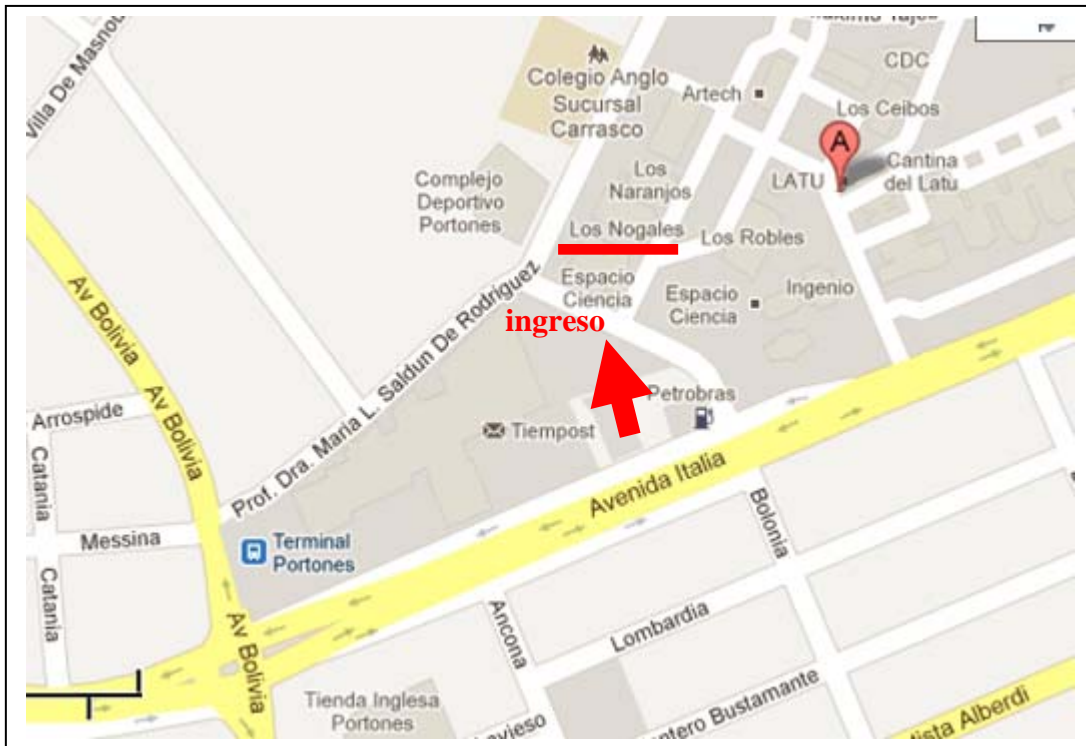 Villa De Masnou
CDC
Colegio Anglo
Sucursal
Carrasco
Artech
Los Ceibos
A
Complejo
Deportivo
Portones
Los
Naranjos
LATU
Cantina
del Latu
Los Nogales
Los Robles
Espacio
Ciencia
Espacio
Ciencia
Ingenio
ingreso
Av Bolivia
Av Bolivia
Prof. Dra. Maria L. Saldun De Rodriguez
Petrobras
Arrospide
Tiempost
Catania
Avenida Italia
Messina
Bolonia
Terminal
Portones
Catania
Ancona
Lombardia
Av Bolivia
Tienda Inglesa
Portones
Bustamante
Alberdi